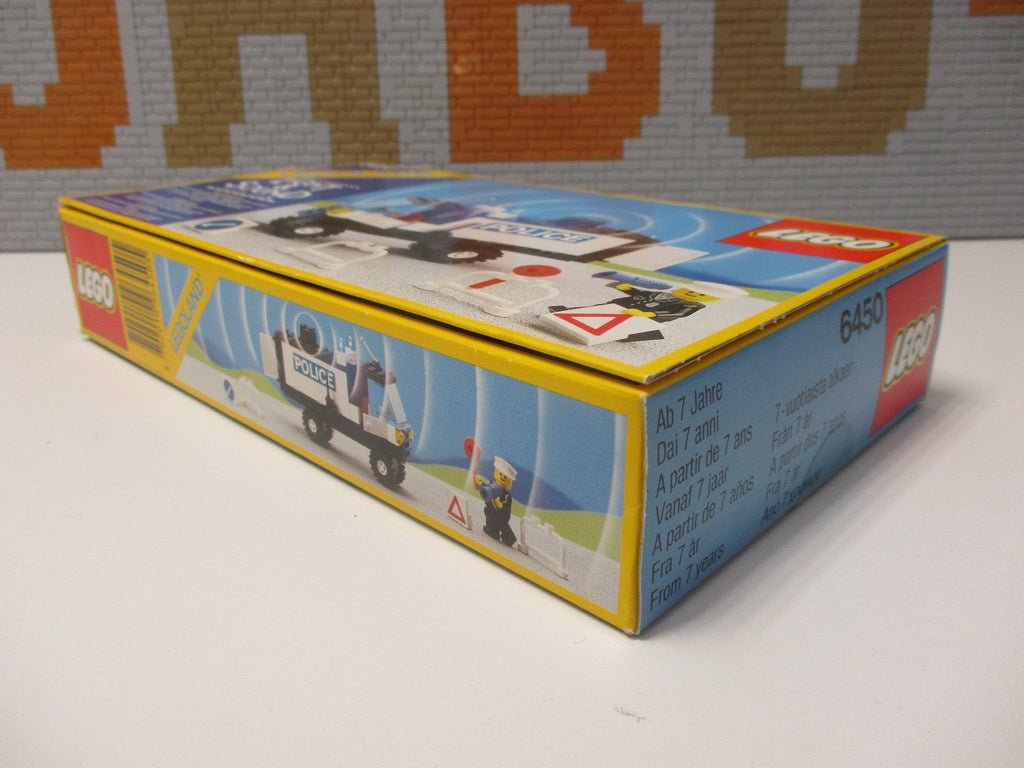 POLICE
LEGO
LEGO
LEGOLAND
POLICE
6450
LEGO
Ab 7 Jahre
Dai 7 anni
A partir de 7 ans
Vanaf 7 jaar
A partir de 7 años
Fra 7 år
From 7 years
7-vuotiaista alkaen
Från 7 år
A partir dos 7 anos
Fra 7 år